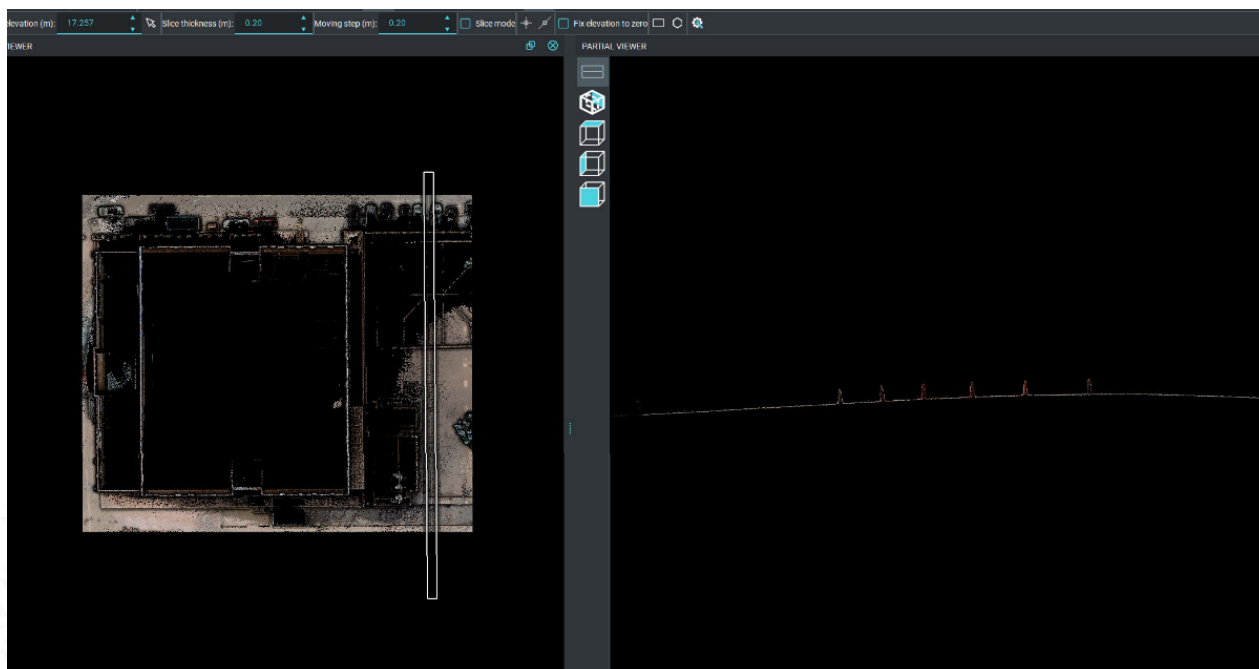 elevation (m): 17.257 Slice thickness (m): 0.20 Moving step (m): 0.20 Slice mode Fix elevation to zero
IEWER PARTIAL VIEWER